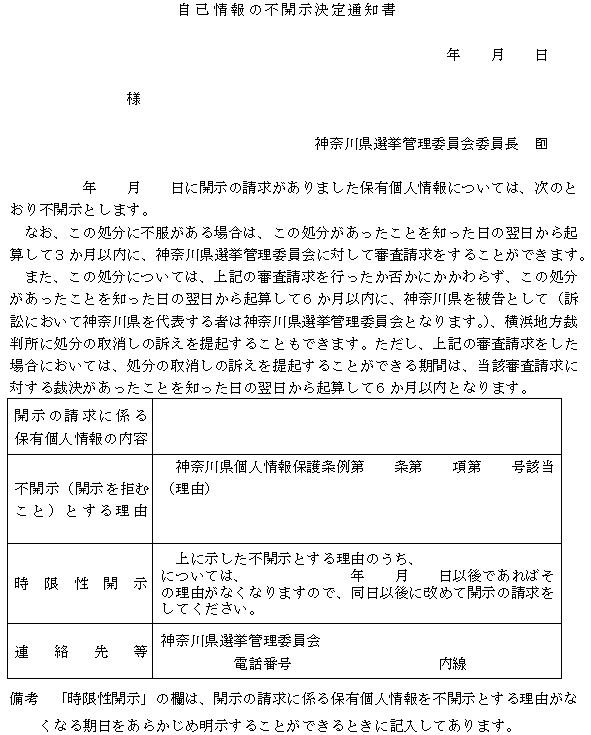 自己情報の不開示決定通知書
年　　月　　日
様
神奈川県選挙管理委員会委員長　印
年　　月　　日に開示の請求がありました保有個人情報については、次のと
おり不開示とします。
なお、この処分に不服がある場合は、この処分があったことを知った日の翌日から起
算して３か月以内に、神奈川県選挙管理委員会に対して審査請求をすることができます。
また、この処分については、上記の審査請求を行ったか否かにかかわらず、この処分
があったことを知った日の翌日から起算して６か月以内に、神奈川県を被告として（訴
訟において神奈川県を代表する者は神奈川県選挙管理委員会となります。）、横浜地方裁
判所に処分の取消しの訴えを提起することもできます。ただし、上記の審査請求をした
場合においては、処分の取消しの訴えを提起することができる期間は、当該審査請求に
対する裁決があったことを知った日の翌日から起算して６か月以内となります。
開示の請求に係る
保有個人情報の内容
不開示（開示を拒む
こと）とする理由
神奈川県個人情報保護条例第　　条第　　項第　　号該当
（理由）
時限性開示
上に示した不開示とする理由のうち、
については、　　　　　　　年　　月　　日以後であればそ
の理由がなくなりますので、同日以後に改めて開示の請求を
してください。
連絡先等
神奈川県選挙管理委員会
電話番号　　　　　　　　　　内線
備考　「時限性開示」の欄は、開示の請求に係る保有個人情報を不開示とする理由がな
くなる期日をあらかじめ明示することができるときに記入してあります。